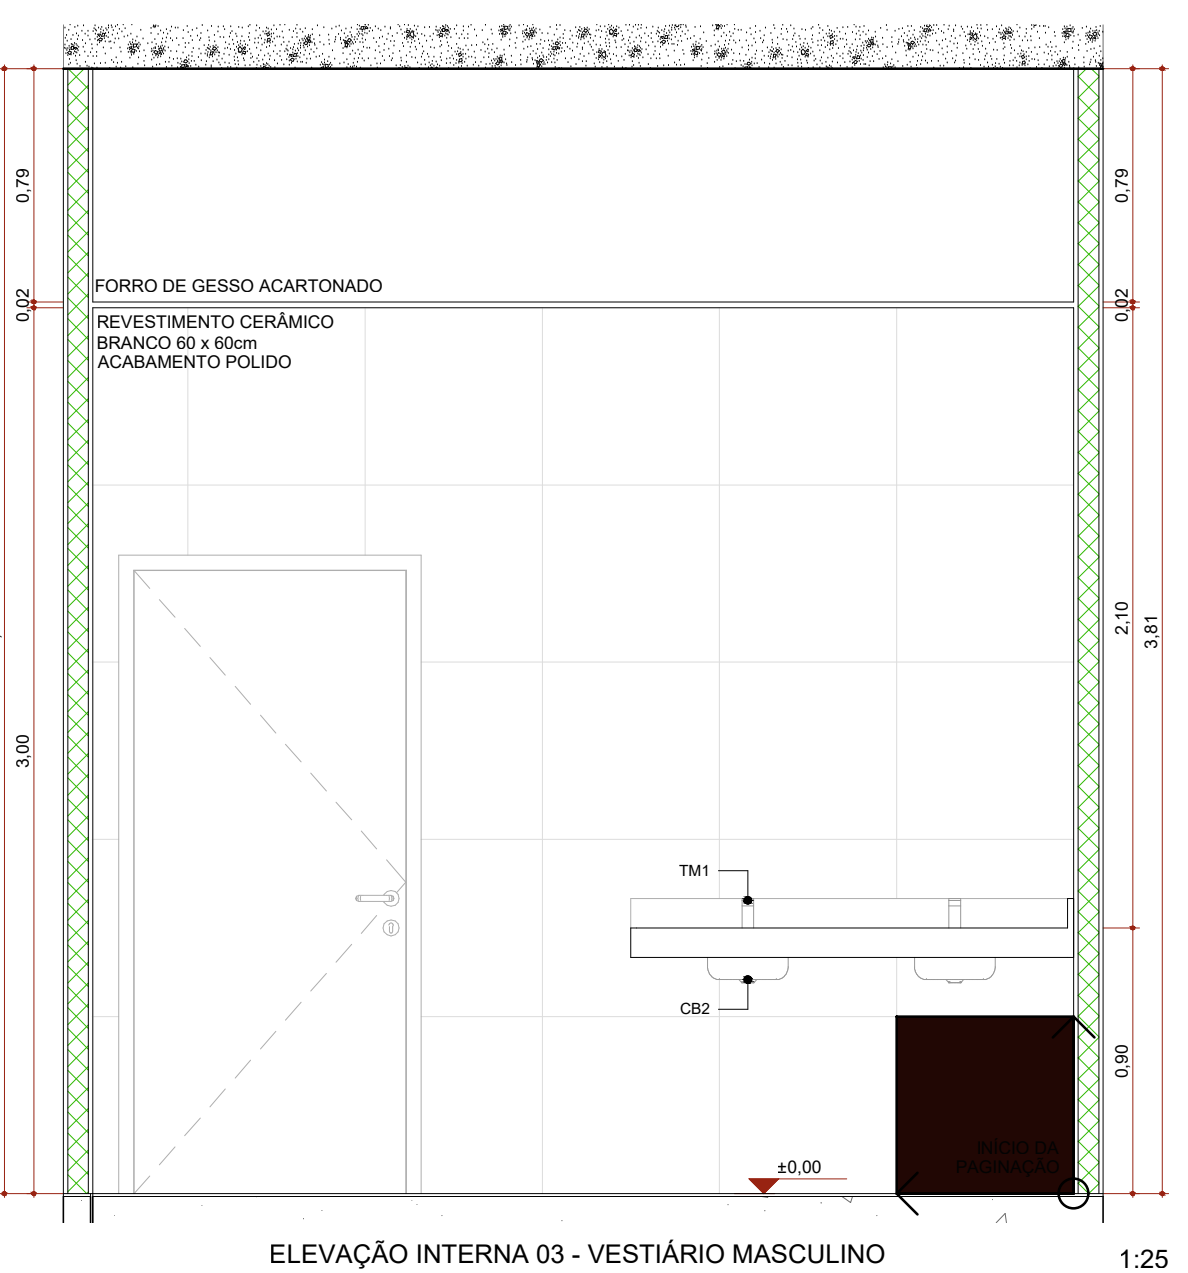 0,79
0,79
FORRO DE GESSO ACARTONADO
0,02
0,02
REVESTIMENTO CERÂMICO
BRANCO 60 x 60cm
ACABAMENTO POLIDO
2,10
3,81
3,00
TM1
CB2
0,90
INÍCIO DA
PAGINAÇÃO
±0,00
ELEVAÇÃO INTERNA 03 - VESTIÁRIO MASCULINO
1:25